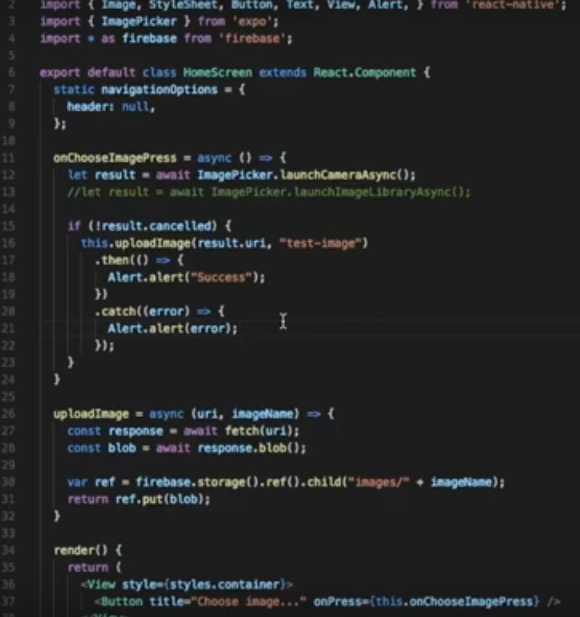 2 import { Image, StyleSheet, Button, Text, View, Alert, } from 'react-native';
3 import { ImagePicker } from 'expo';
4 import * as firebase from 'firebase';
5
6 export default class HomeScreen extends React.Component {
7 static navigationOptions = {
8 header: null,
9 };
10
11 onChooseImagePress = async () => {
12 let result = await ImagePicker.launchCameraAsync();
13 //let result = await ImagePicker.launchImageLibraryAsync();
14
15 if (!result.cancelled) {
16 this.uploadImage(result.uri, "test-image")
17 .then(() => {
18 Alert.alert("Success");
19 })
20 .catch((error) => {
21 Alert.alert(error);
22 });
23 }
24 }
25
26 uploadImage = async (uri, imageName) => {
27 const response = await fetch(uri);
28 const blob = await response.blob();
29
30 var ref = firebase.storage().ref().child("images/" + imageName);
31 return ref.put(blob);
32 }
33
34 render() {
35 return (
36 <View style={styles.container}>
37 <Button title="Choose image..." onPress={this.onChooseImagePress} />